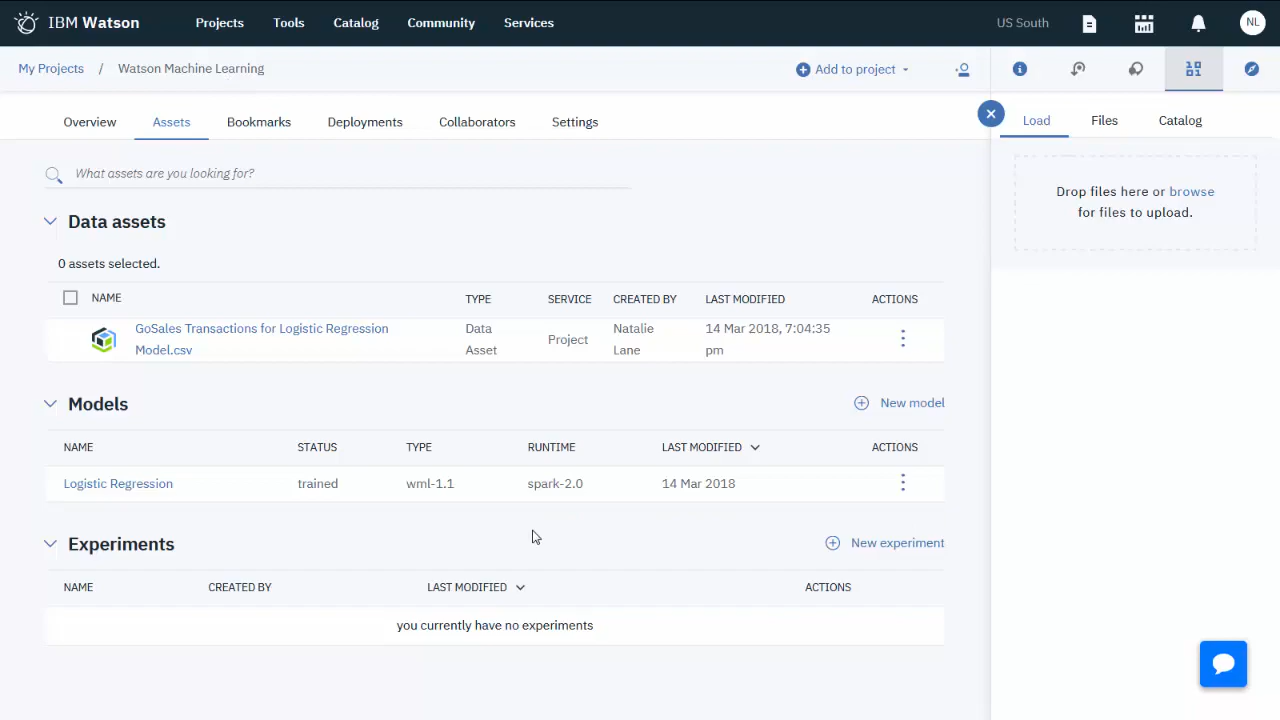 IBM Watson Projects Tools Catalog Community Services US South NL
My Projects / Watson Machine Learning Add to project
Overview Assets Bookmarks Deployments Collaborators Settings
Load Files Catalog
What assets are you looking for?
Drop files here or browse
for files to upload.
Data assets
0 assets selected.
NAME TYPE SERVICE CREATED BY LAST MODIFIED ACTIONS
GoSales Transactions for Logistic Regression Data Natalie 14 Mar 2018, 7:04:35
Project
Model.csv Asset Lane pm
Models New model
NAME STATUS TYPE RUNTIME LAST MODIFIED ACTIONS
Logistic Regression trained wml-1.1 spark-2.0 14 Mar 2018
Experiments New experiment
NAME CREATED BY LAST MODIFIED ACTIONS
you currently have no experiments